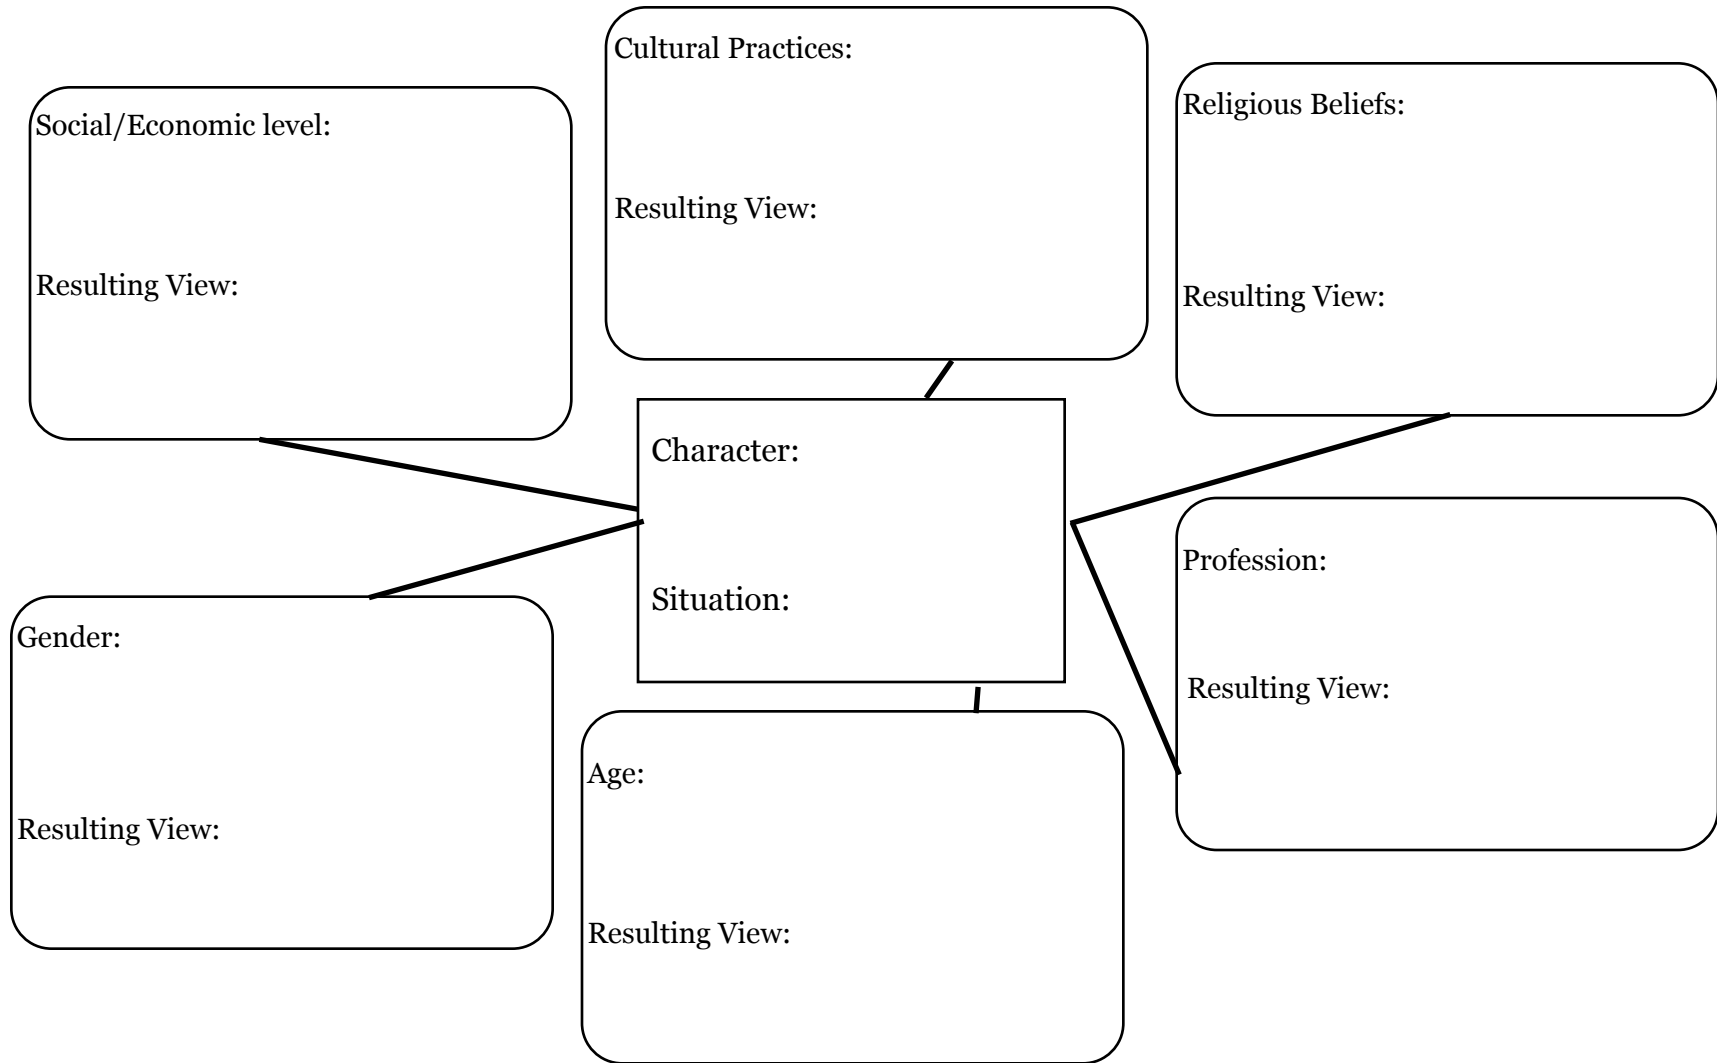 Cultural Practices:
Resulting View:
Social/Economic level:
Resulting View:
Religious Beliefs:
Resulting View:
Character:
Situation:
Profession:
Resulting View:
Gender:
Resulting View:
Age:
Resulting View: